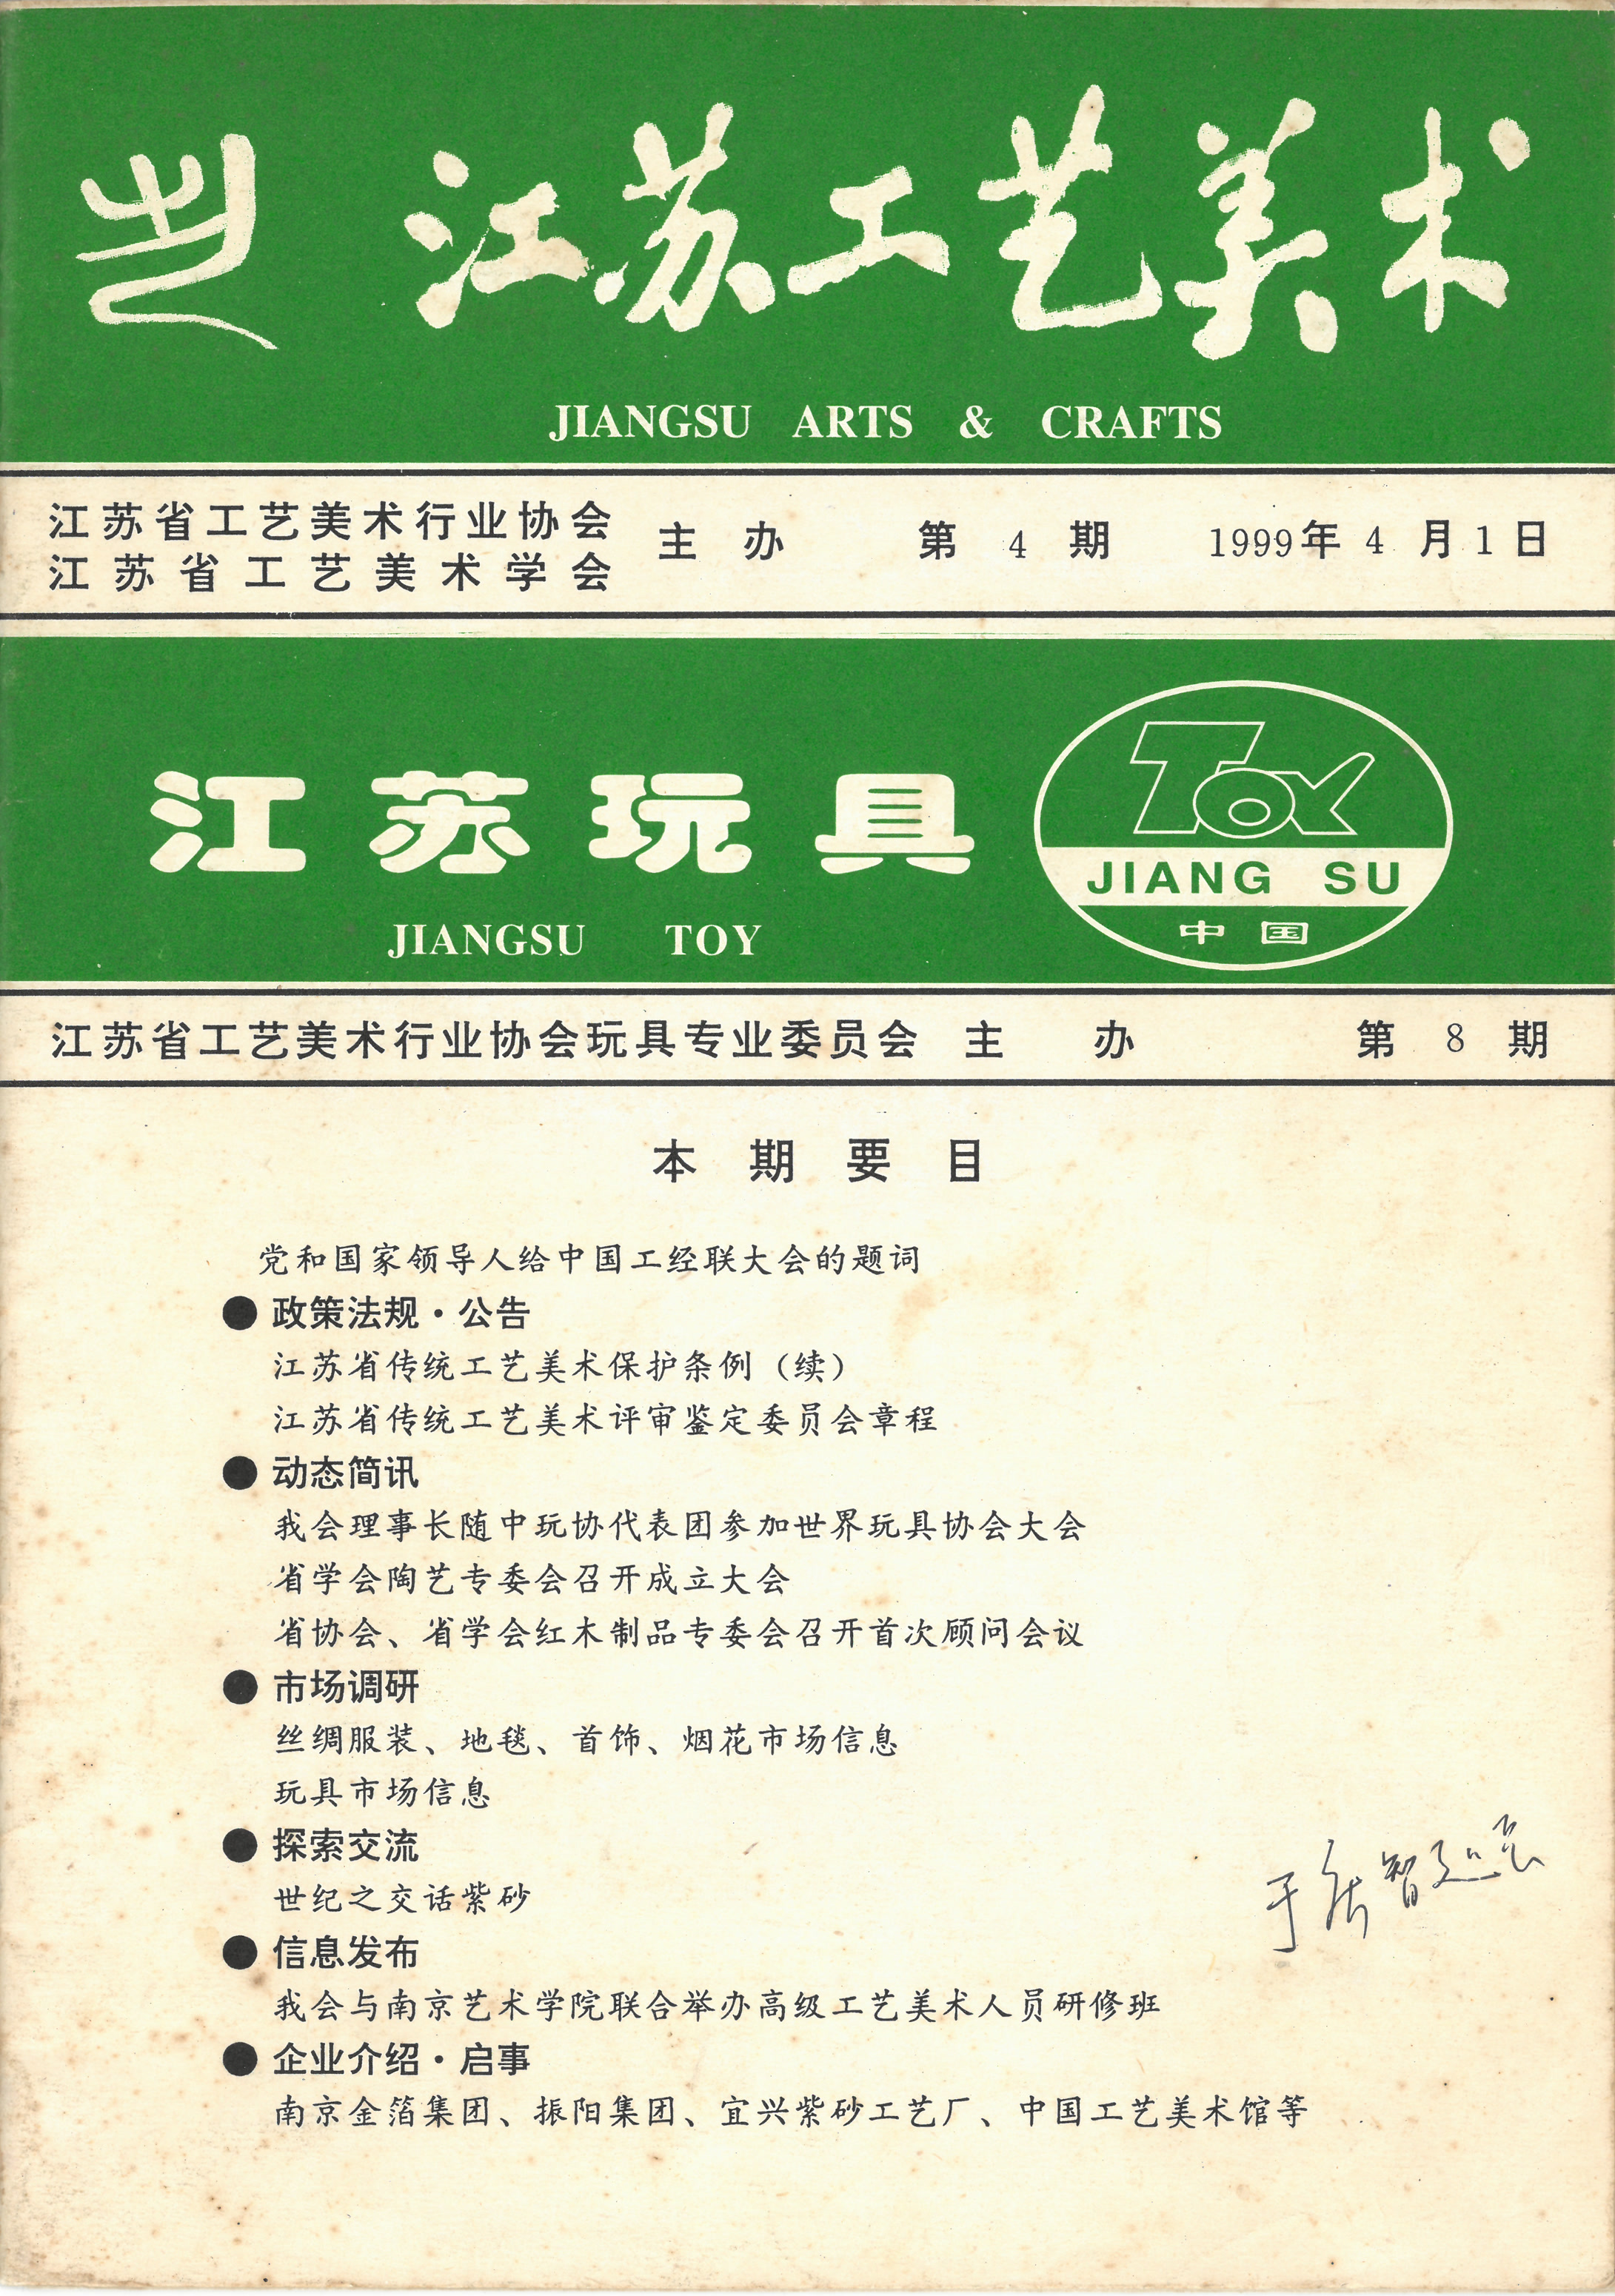 江苏工艺美术
JIANGSU ARTS & CRAFTS
江苏省工艺美术行业协会
江苏省工艺美术学会
主办 第4期 1999年4月1日
江苏玩具
JIANGSU TOY
TOY
JIANG SU
中国
江苏省工艺美术行业协会玩具专业委员会 主办 第8期
本期要目
党和国家领导人给中国工经联大会的题词
● 政策法规·公告
江苏省传统工艺美术保护条例（续）
江苏省传统工艺美术评审鉴定委员会章程
● 动态简讯
我会理事长随中玩协代表团参加世界玩具协会大会
省学会陶艺专委会召开成立大会
省协会、省学会红木制品专委会召开首次顾问会议
● 市场调研
丝绸服装、地毯、首饰、烟花市场信息
玩具市场信息
● 探索交流
世纪之交话紫砂
● 信息发布
我会与南京艺术学院联合举办高级工艺美术人员研修班
● 企业介绍·启事
南京金箔集团、振阳集团、宜兴紫砂工艺厂、中国工艺美术馆等